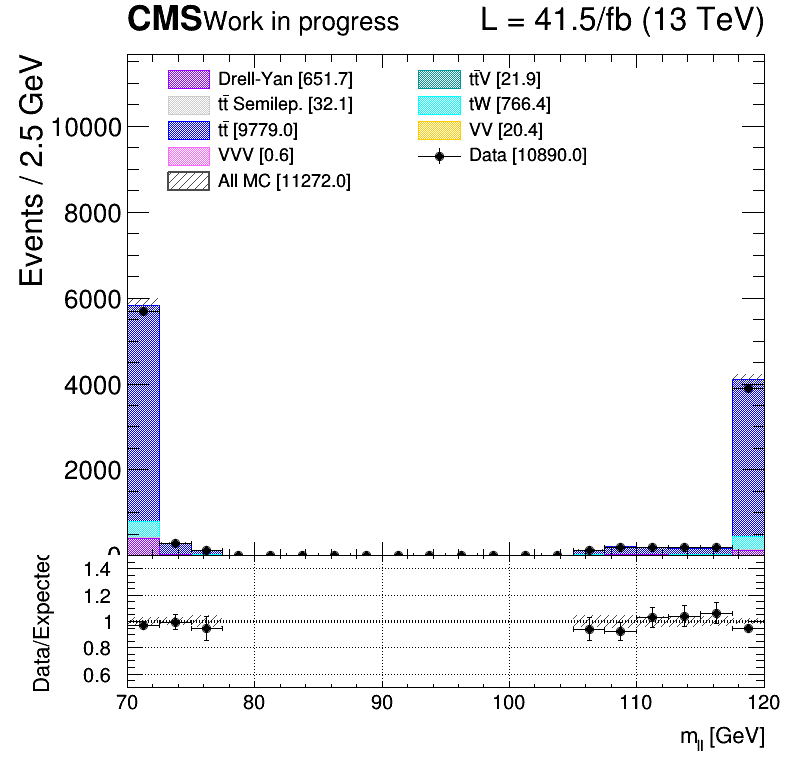 CMS Work in progress L = 41.5/fb (13 TeV)
Events / 2.5 GeV
Drell-Yan [651.7]
tt̄ Semilep. [32.1]
tt̄ [9779.0]
VVV [0.6]
All MC [11272.0]
tt̄V [21.9]
tW [766.4]
VV [20.4]
Data [10890.0]
10000
8000
6000
4000
2000
0
Data/Expected
1.4
1.2
1
0.8
0.6
70 80 90 100 110 120
m_ll [GeV]